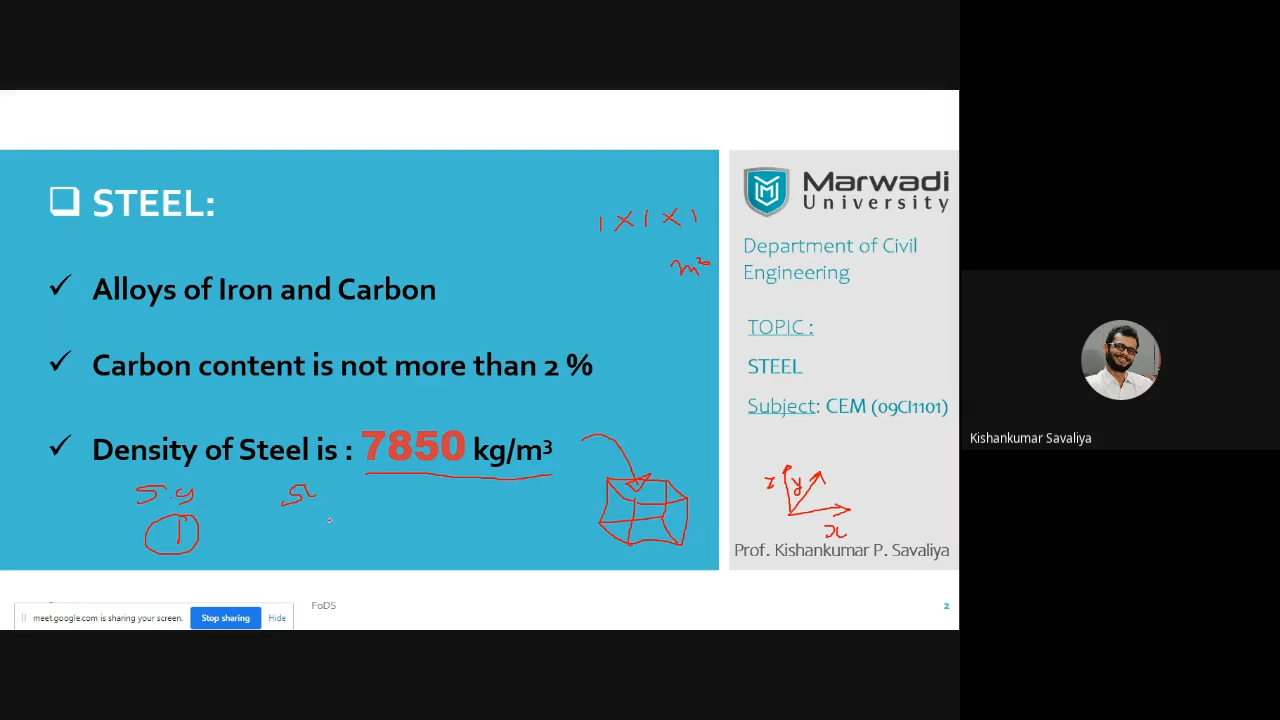 STEEL:
Alloys of Iron and Carbon
Carbon content is not more than 2 %
Density of Steel is : 7850 kg/m³
1 X 1 X 1
z y
x
Marwadi
University
Department of Civil
Engineering
TOPIC :
STEEL
Subject: CEM (09CI1101)
Prof. Kishankumar P. Savaliya
FoDS
2
meet.google.com is sharing your screen.
Stop sharing
Hide
Kishankumar Savaliya